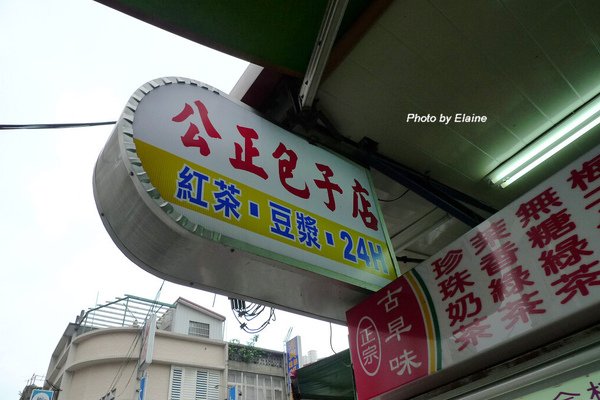 Photo by Elaine
公正包子店
紅茶・豆漿・24H
正宗
古早味
珍珠奶茶
茉香綠茶
無糖綠茶
梅